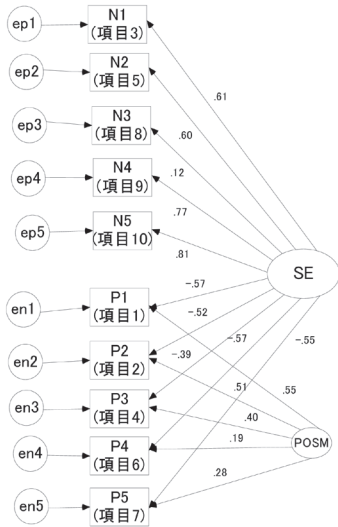 ep1
N1
(項目3)
ep2
N2
(項目5)
ep3
N3
(項目8)
ep4
N4
(項目9)
ep5
N5
(項目10)
en1
P1
(項目1)
en2
P2
(項目2)
en3
P3
(項目4)
en4
P4
(項目6)
en5
P5
(項目7)
.61
.60
.12
.77
.81
-.57
-.52
-.39
-.57
.51
-.55
.55
.40
.19
.28
SE
POSM